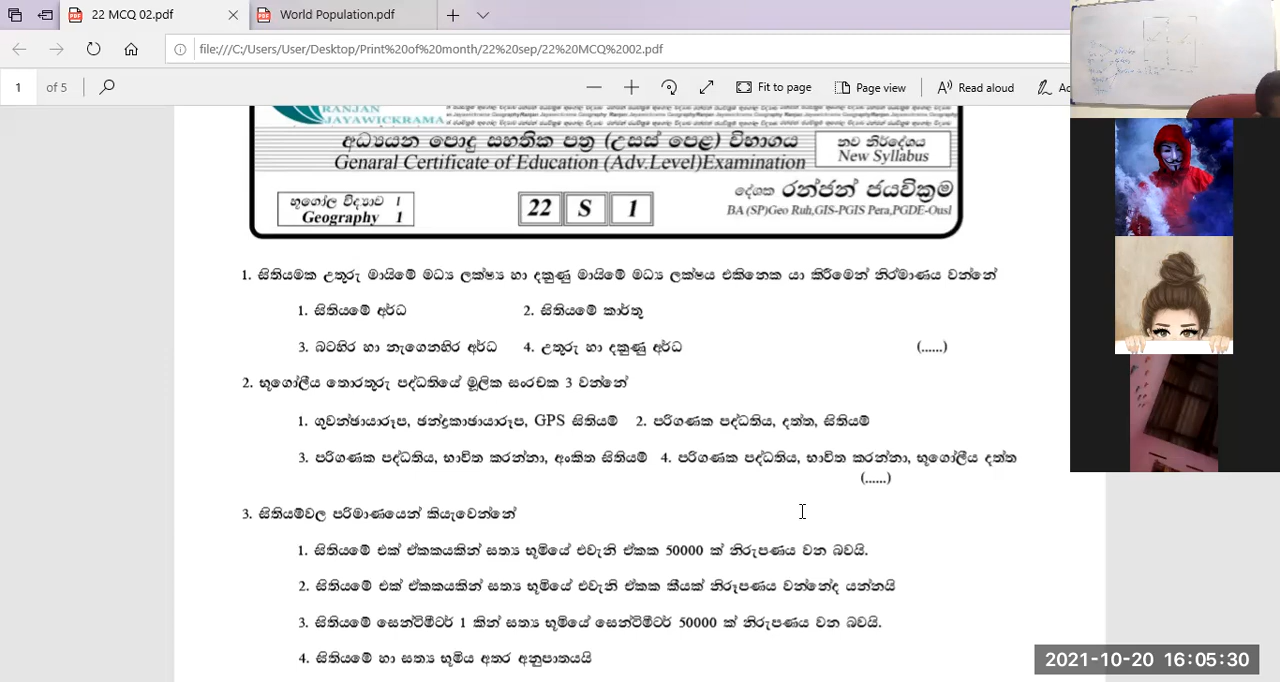 22 MCQ 02.pdf
World Population.pdf
file:///C:/Users/User/Desktop/Print%20of%20month/22%20sep/22%20MCQ%2002.pdf
1 of 5
Fit to page
Page view
Read aloud
RANJAN
JAYAWICKRAMA
අධ්‍යයන පොදු සහතික පත්‍ර (උසස් පෙළ) විභාගය
Genaral Certificate of Education (Adv.Level)Examination
නව නිර්දේශය
New Syllabus
භූගෝල විද්‍යාව I
Geography 1
22 S 1
දේශක රන්ජන් ජයවික්‍රම
BA (SP)Geo Ruh,GIS-PGIS Pera,PGDE-Ousl
1. සිතියමක උතුරු මායිමේ මධ්‍ය ලක්ෂ්‍ය හා දකුණු මායිමේ මධ්‍ය ලක්ෂය එකිනෙක යා කිරීමෙන් නිර්මාණය වන්නේ
1. සිතියමේ අර්ධ 2. සිතියමේ කාර්තු
3. බටහිර හා නැගෙනහිර අර්ධ 4. උතුරු හා දකුණු අර්ධ (......)
2. භූගෝලීය තොරතුරු පද්ධතියේ මූලික සංරචක 3 වන්නේ
1. ගුවන්ඡායාරූප, ඡන්ද්‍රකාඡායාරූප, GPS සිතියම් 2. පරිගණක පද්ධතිය, දත්ත, සිතියම්
3. පරිගණක පද්ධතිය, භාවිත කරන්නා, අංකිත සිතියම් 4. පරිගණක පද්ධතිය, භාවිත කරන්නා, භූගෝලීය දත්ත
(......)
3. සිතියම්වල පරිමාණයෙන් කියැවෙන්නේ
1. සිතියමේ එක් ඒකකයකින් සත්‍ය භූමියේ එවැනි ඒකක 50000 ක් නිරූපණය වන බවයි.
2. සිතියමේ එක් ඒකකයකින් සත්‍ය භූමියේ එවැනි ඒකක කීයක් නිරූපණය වන්නේද යන්නයි
3. සිතියමේ සෙන්ටිමීටර් 1 කින් සත්‍ය භූමියේ සෙන්ටිමීටර් 50000 ක් නිරූපණය වන බවයි.
4. සිතියමේ හා සත්‍ය භූමිය අතර අනුපාතයයි
2021-10-20 16:05:30